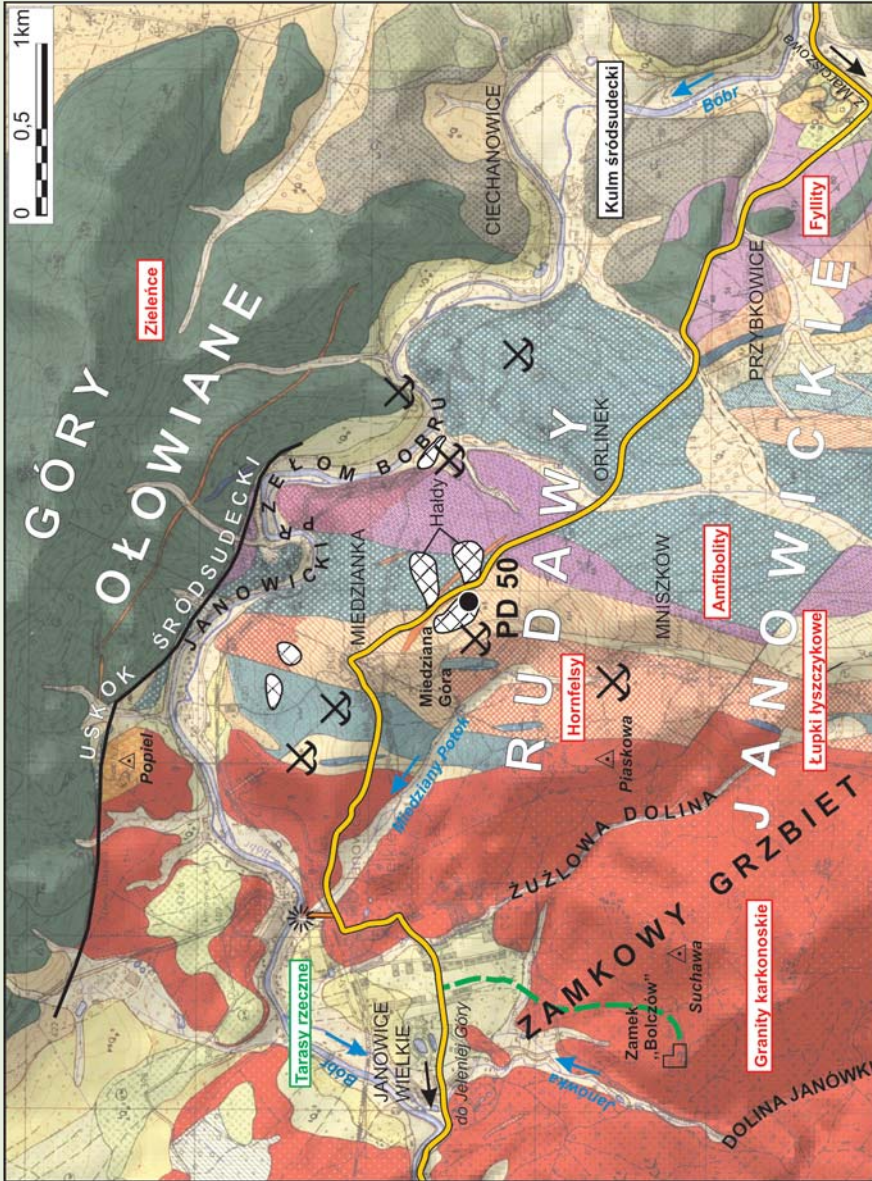 0 0,5 1km
GÓRY
OŁOWIANE
Zieleńce
USKOK ŚRÓDSUDECKI
Popiel
JANOWICKI PRZEŁOM BOBRU
CIECHANOWICE
Kulm śródsudecki
Bóbr
z Marciszowa
Tarasy rzeczne
Bóbr
JANOWICE
WIELKIE
do Jeleniej Góry
MIEDZIANKA
Hałdy
Miedziana
Góra
PD 50
Miedziany Potok
ORLINEK
PRZYBKOWICE
Fyllity
RUDAWY
JANOWICKIE
Hornfelsy
Piaskowa
MNISZKÓW
Amfibolity
Łupki łyszczykowe
ŻUŻLOWA DOLINA
ZAMKOWY GRZBIET
Zamek
„Bolczów”
Suchawa
Janówka
Granity karkonoskie
DOLINA JANÓWKI